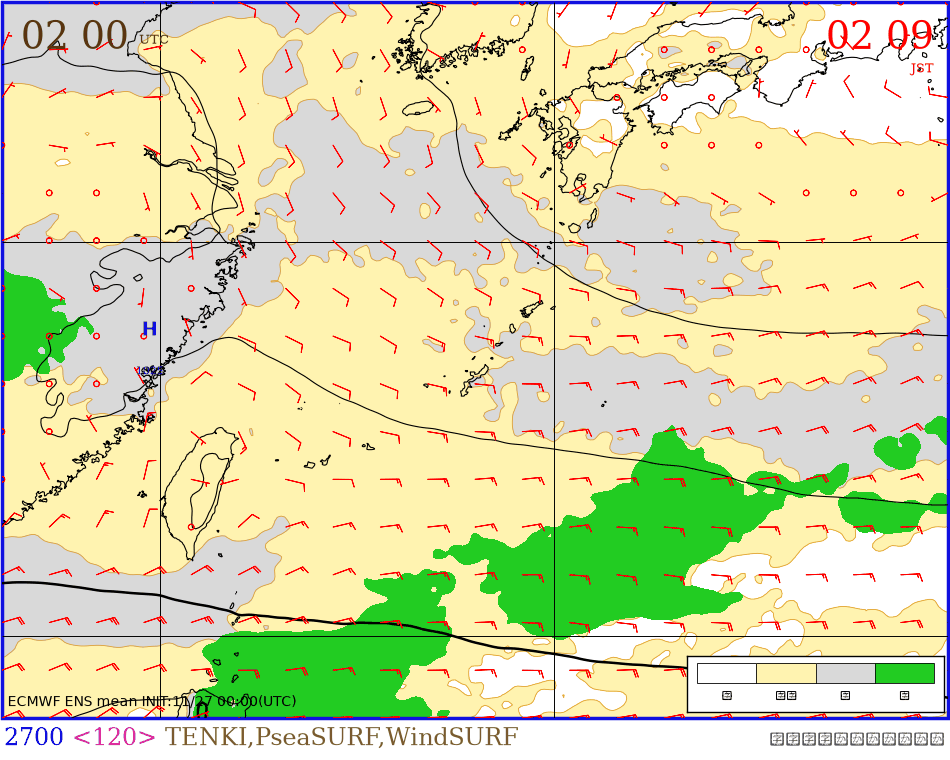 02 00 UTC
02 09
JST
H
ECMWF ENS mean INIT:11/27 00:00(UTC)
2700 <120> TENKI,PseaSURF,WindSURF